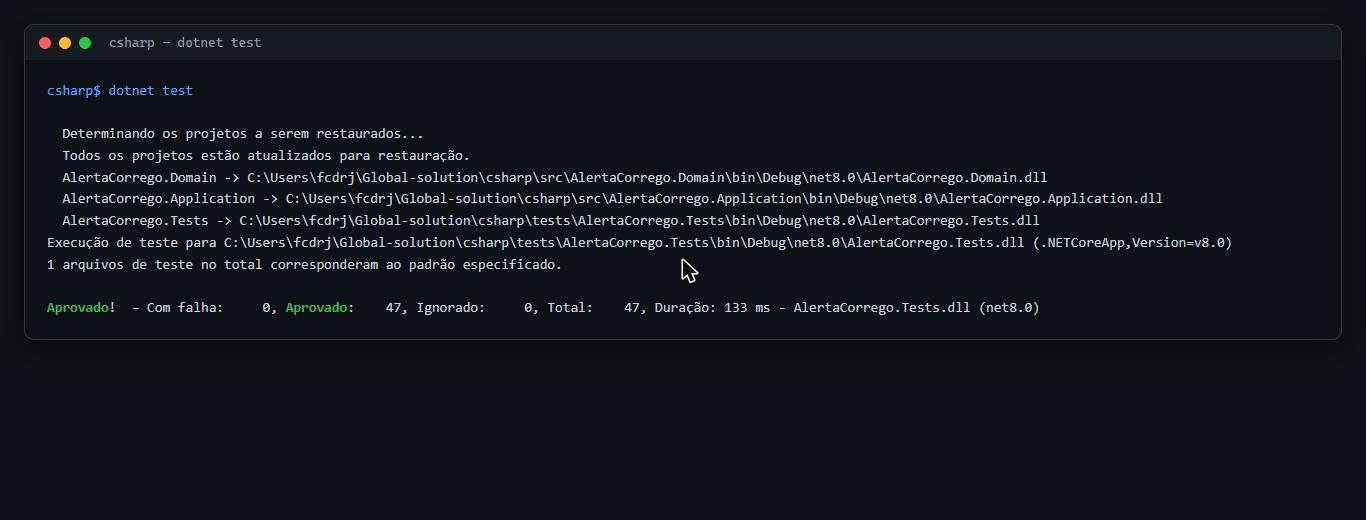 csharp — dotnet test
csharp$ dotnet test
Determinando os projetos a serem restaurados...
Todos os projetos estão atualizados para restauração.
AlertaCorrego.Domain -> C:\Users\fcdrj\Global-solution\csharp\src\AlertaCorrego.Domain\bin\Debug\net8.0\AlertaCorrego.Domain.dll
AlertaCorrego.Application -> C:\Users\fcdrj\Global-solution\csharp\src\AlertaCorrego.Application\bin\Debug\net8.0\AlertaCorrego.Application.dll
AlertaCorrego.Tests -> C:\Users\fcdrj\Global-solution\csharp\tests\AlertaCorrego.Tests\bin\Debug\net8.0\AlertaCorrego.Tests.dll
Execução de teste para C:\Users\fcdrj\Global-solution\csharp\tests\AlertaCorrego.Tests\bin\Debug\net8.0\AlertaCorrego.Tests.dll (.NETCoreApp,Version=v8.0)
1 arquivos de teste no total corresponderam ao padrão especificado.
Aprovado!  – Com falha:     0, Aprovado:    47, Ignorado:     0, Total:    47, Duração: 133 ms - AlertaCorrego.Tests.dll (net8.0)